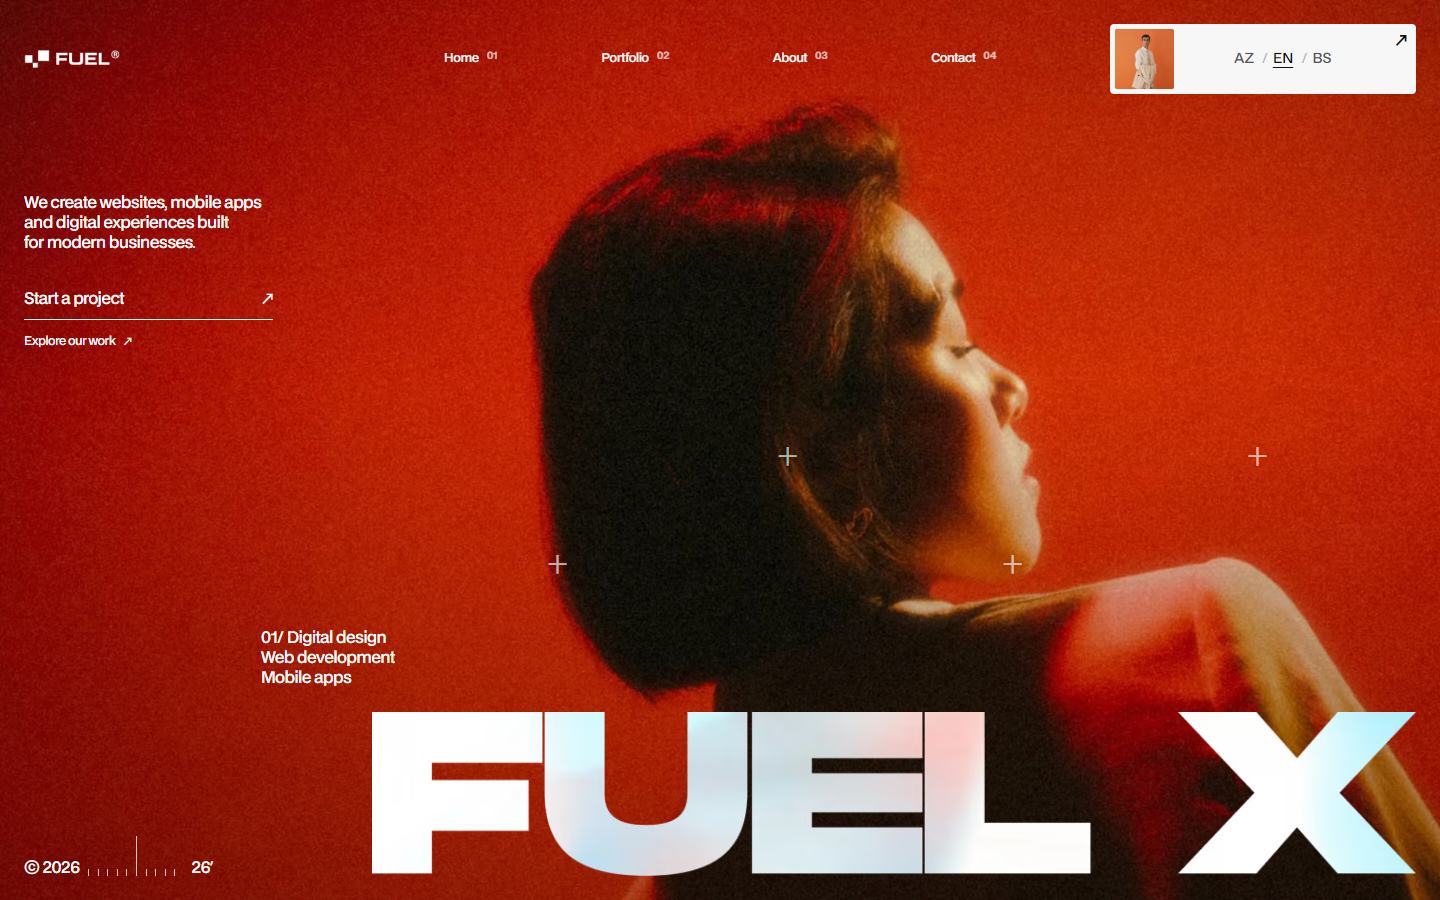 FUEL®
Home 01
Portfolio 02
About 03
Contact 04
AZ / EN / BS
We create websites, mobile apps
and digital experiences built
for modern businesses.
Start a project
Explore our work
01/ Digital design
Web development
Mobile apps
FUEL X
© 2026
26′